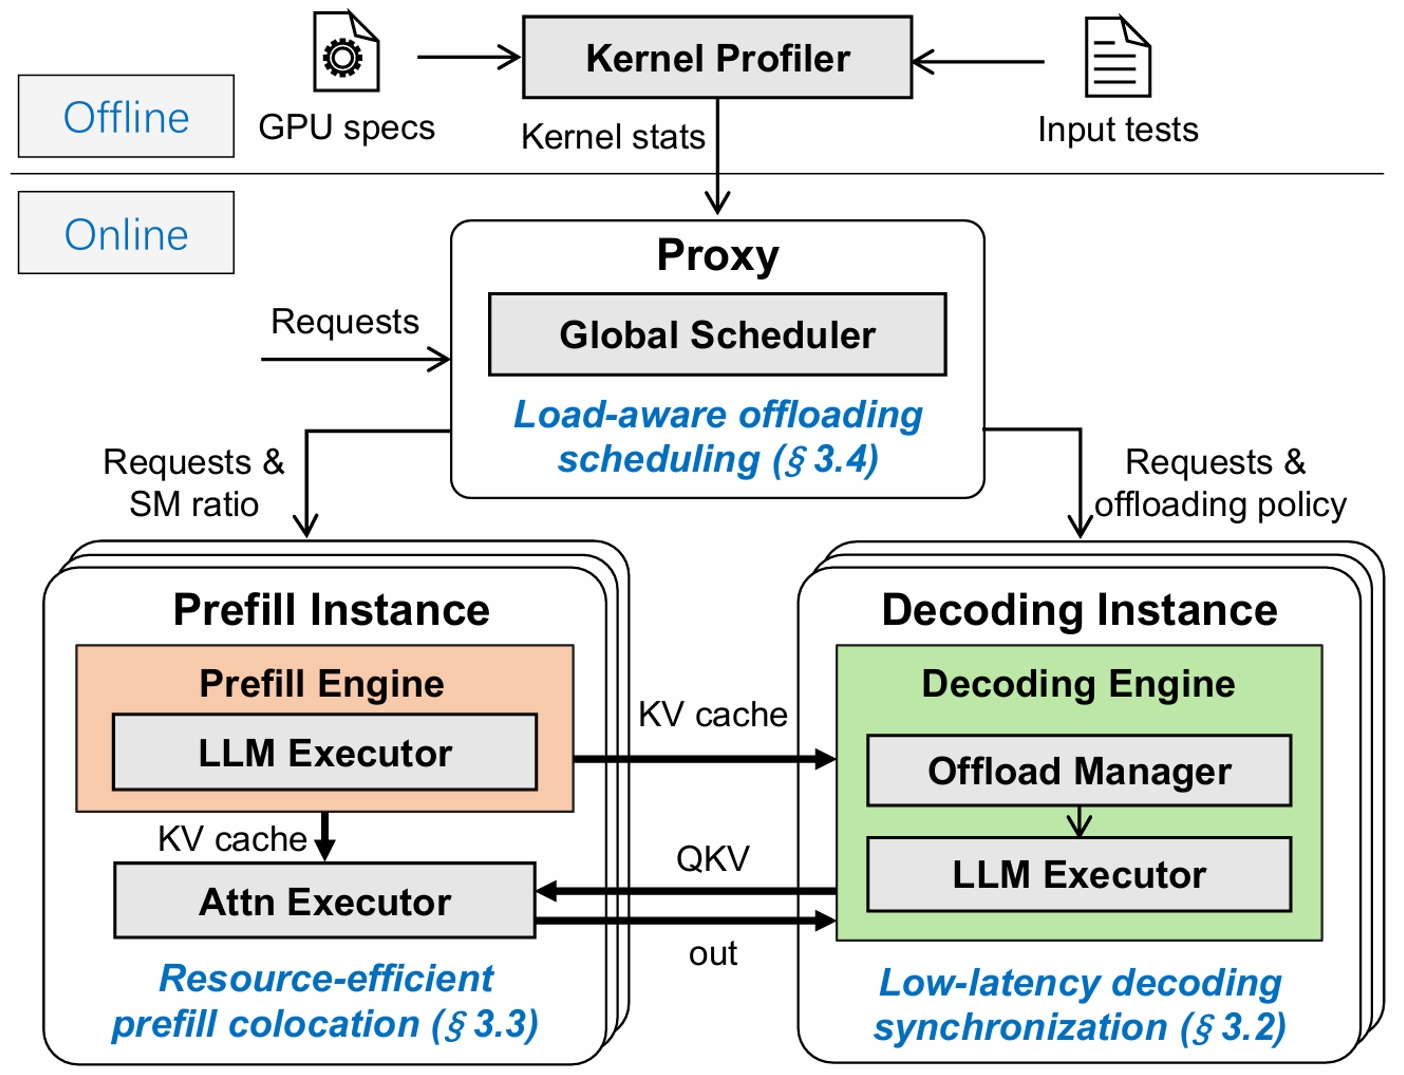 Kernel Profiler
Offline
GPU specs
Kernel stats
Input tests
Online
Proxy
Requests
Global Scheduler
Load-aware offloading
scheduling (§ 3.4)
Requests &
SM ratio
Requests &
offloading policy
Prefill Instance
Prefill Engine
LLM Executor
KV cache
Attn Executor
Resource-efficient
prefill colocation (§ 3.3)
KV cache
QKV
out
Decoding Instance
Decoding Engine
Offload Manager
LLM Executor
Low-latency decoding
synchronization (§ 3.2)